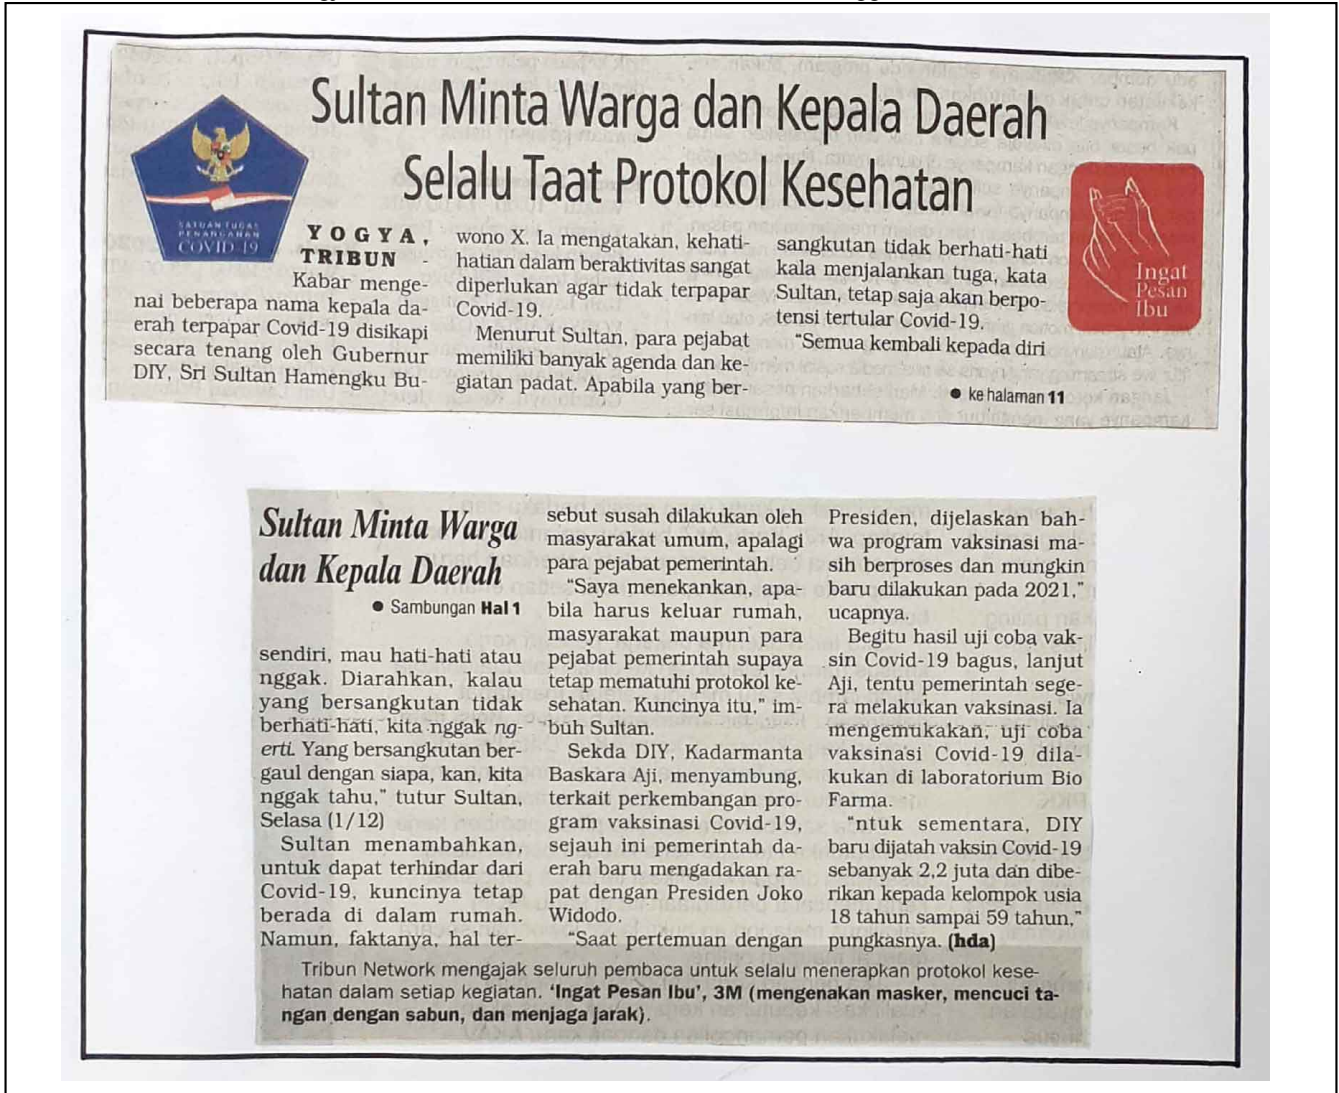 Sultan Minta Warga dan Kepala Daerah
Selalu Taat Protokol Kesehatan
SATUAN TUGAS
PENANGANAN
COVID-19
YOGYA,
TRIBUN -
Kabar menge-
nai beberapa nama kepala da-
erah terpapar Covid-19 disikapi
secara tenang oleh Gubernur
DIY, Sri Sultan Hamengku Bu-
wono X. Ia mengatakan, kehati-
hatian dalam beraktivitas sangat
diperlukan agar tidak terpapar
Covid-19.
Menurut Sultan, para pejabat
memiliki banyak agenda dan ke-
giatan padat. Apabila yang ber-
sangkutan tidak berhati-hati
kala menjalankan tuga, kata
Sultan, tetap saja akan berpo-
tensi tertular Covid-19.
"Semua kembali kepada diri
● ke halaman 11
Ingat
Pesan
Ibu
Sultan Minta Warga
dan Kepala Daerah
● Sambungan Hal 1
sendiri, mau hati-hati atau
nggak. Diarahkan, kalau
yang bersangkutan tidak
berhati-hati, kita nggak ng-
erti. Yang bersangkutan ber-
gaul dengan siapa, kan, kita
nggak tahu," tutur Sultan,
Selasa (1/12)
Sultan menambahkan,
untuk dapat terhindar dari
Covid-19, kuncinya tetap
berada di dalam rumah.
Namun, faktanya, hal ter-
sebut susah dilakukan oleh
masyarakat umum, apalagi
para pejabat pemerintah.
"Saya menekankan, apa-
bila harus keluar rumah,
masyarakat maupun para
pejabat pemerintah supaya
tetap mematuhi protokol ke-
sehatan. Kuncinya itu," im-
buh Sultan.
Sekda DIY, Kadarmanta
Baskara Aji, menyambung,
terkait perkembangan pro-
gram vaksinasi Covid-19,
sejauh ini pemerintah da-
erah baru mengadakan ra-
pat dengan Presiden Joko
Widodo.
"Saat pertemuan dengan
Presiden, dijelaskan bah-
wa program vaksinasi ma-
sih berproses dan mungkin
baru dilakukan pada 2021,"
ucapnya.
Begitu hasil uji coba vak-
sin Covid-19 bagus, lanjut
Aji, tentu pemerintah sege-
ra melakukan vaksinasi. Ia
mengemukakan, uji coba
vaksinasi Covid-19 dila-
kukan di laboratorium Bio
Farma.
"ntuk sementara, DIY
baru dijatah vaksin Covid-19
sebanyak 2,2 juta dan dibe-
rikan kepada kelompok usia
18 tahun sampai 59 tahun,"
pungkasnya. (hda)
Tribun Network mengajak seluruh pembaca untuk selalu menerapkan protokol kese-
hatan dalam setiap kegiatan. 'Ingat Pesan Ibu', 3M (mengenakan masker, mencuci ta-
ngan dengan sabun, dan menjaga jarak).